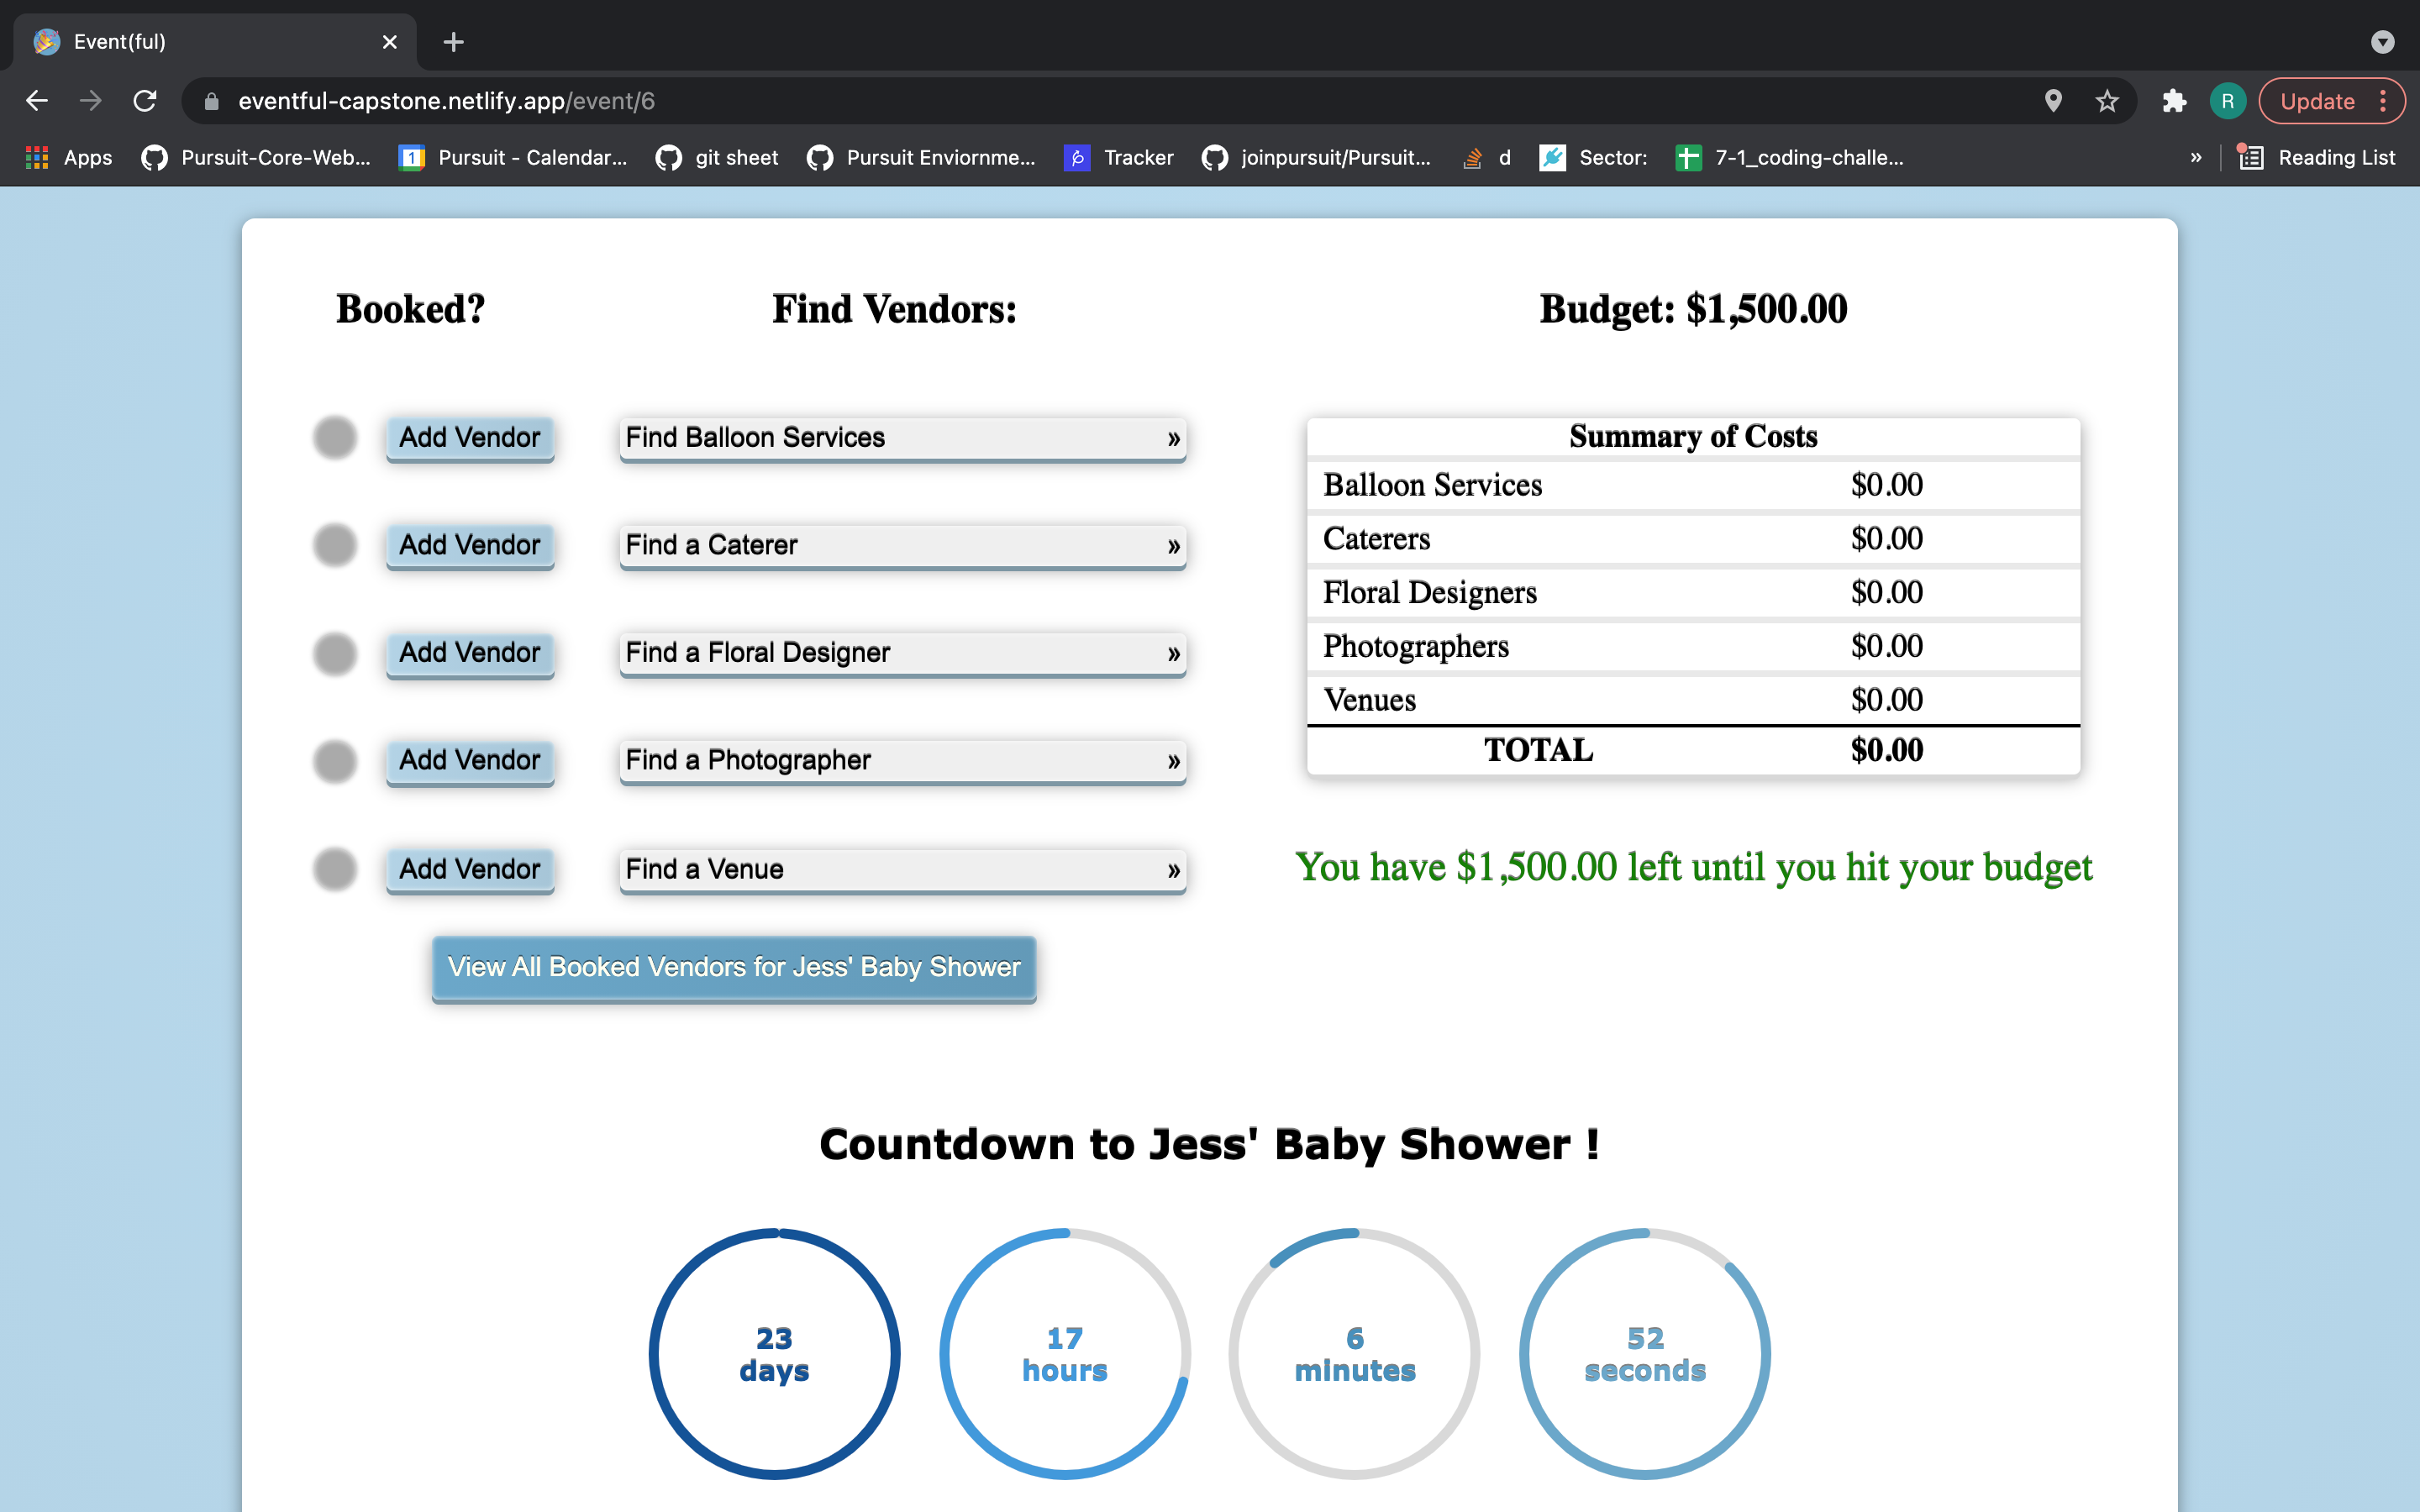 Event(ful)
eventful-capstone.netlify.app/event/6
R
Update
Apps
Pursuit-Core-Web...
1
Pursuit - Calendar...
git sheet
Pursuit Enviornme...
Tracker
joinpursuit/Pursuit...
d
Sector:
7-1_coding-challe...
»
Reading List
Booked?
Find Vendors:
Budget: $1,500.00
Add Vendor
Find Balloon Services »
Add Vendor
Find a Caterer »
Add Vendor
Find a Floral Designer »
Add Vendor
Find a Photographer »
Add Vendor
Find a Venue »
View All Booked Vendors for Jess' Baby Shower
Summary of Costs
Balloon Services $0.00
Caterers $0.00
Floral Designers $0.00
Photographers $0.00
Venues $0.00
TOTAL $0.00
You have $1,500.00 left until you hit your budget
Countdown to Jess' Baby Shower !
23
days
17
hours
6
minutes
52
seconds